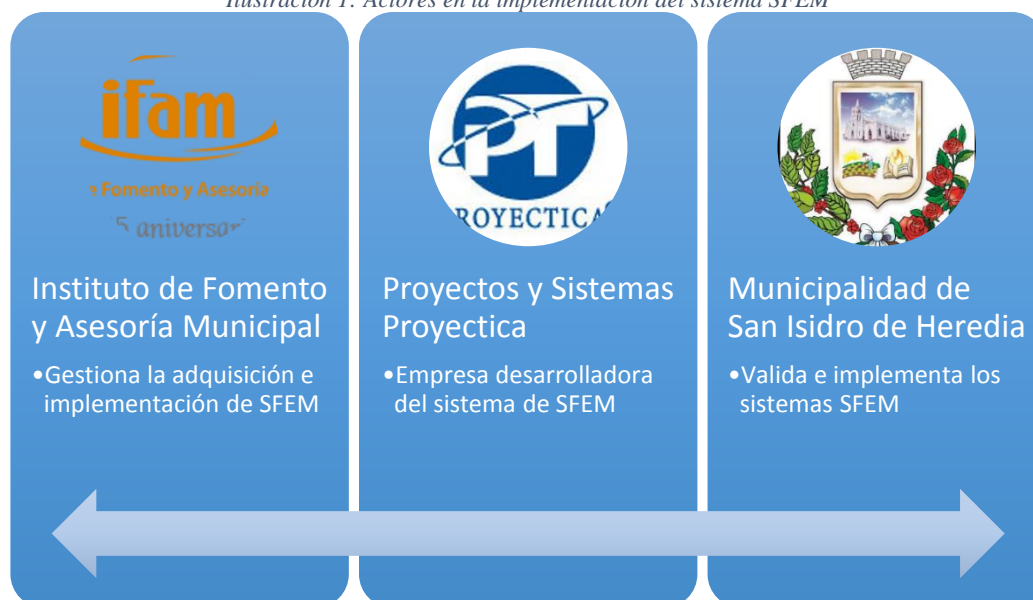 Ilustración 1: Actores en la implementación del sistema SFEM
ifam
Fomento y Asesoría
aniversar
PT
ROYECTICA
Instituto de Fomento
y Asesoría Municipal
•Gestiona la adquisición e
implementación de SFEM
Proyectos y Sistemas
Proyectica
•Empresa desarrolladora
del sistema de SFEM
Municipalidad de
San Isidro de Heredia
•Valida e implementa los
sistemas SFEM